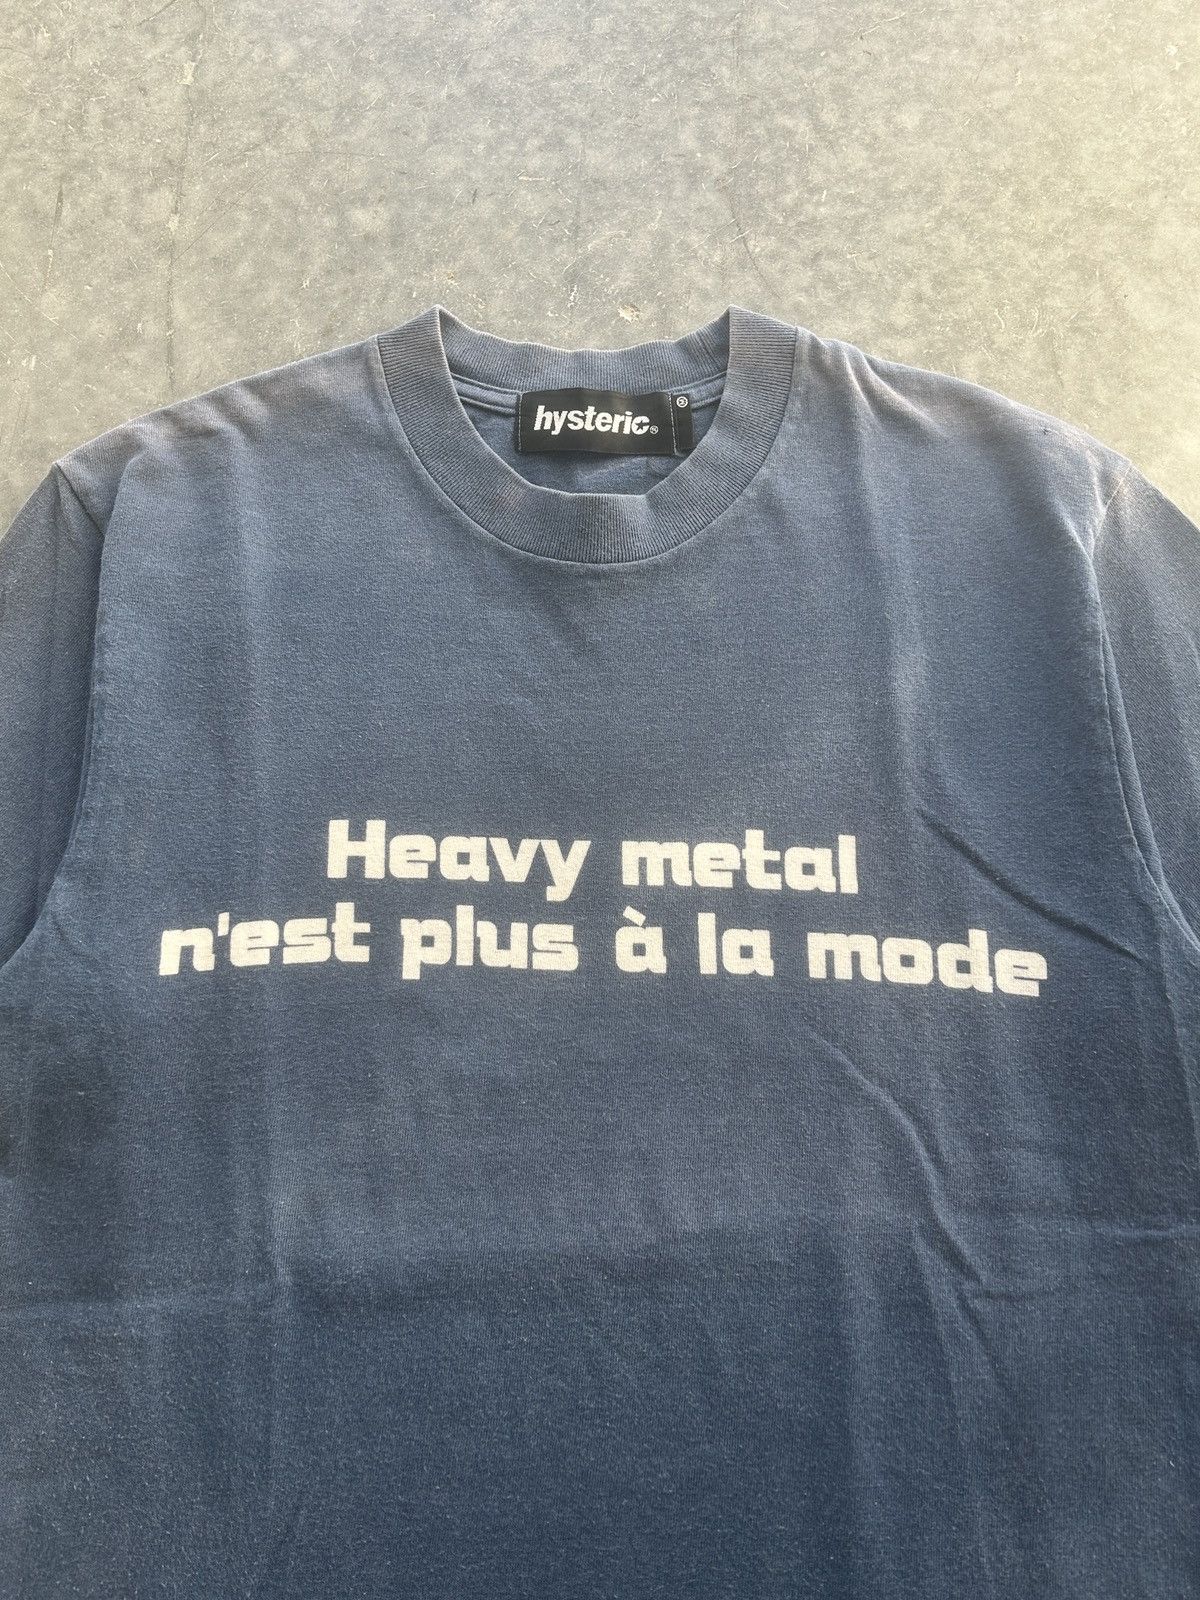 hysteric
Heavy metal
n'est plus à la mode